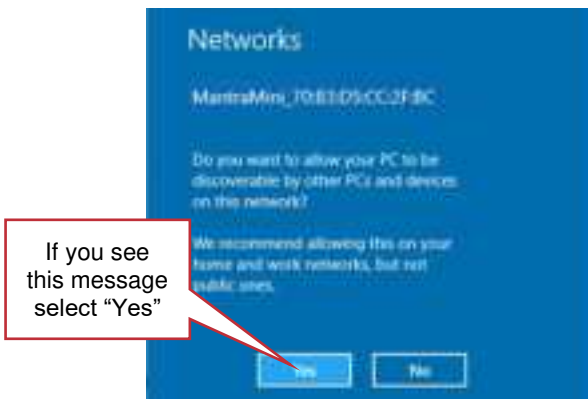 Networks
MantraMini_70:B3:D5:CC:2F:BC
Do you want to allow your PC to be
discoverable by other PCs and devices
on this network?
We recommend allowing this on your
home and work networks, but not
public ones.
If you see
this message
select “Yes”
Yes
No